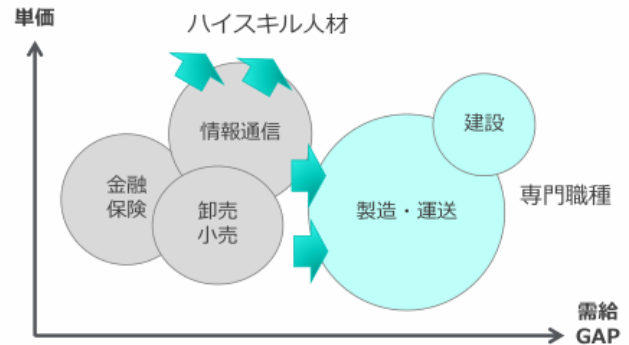 単価
ハイスキル人材
情報通信
建設
金融
保険
卸売
小売
製造・運送
専門職種
需給
GAP